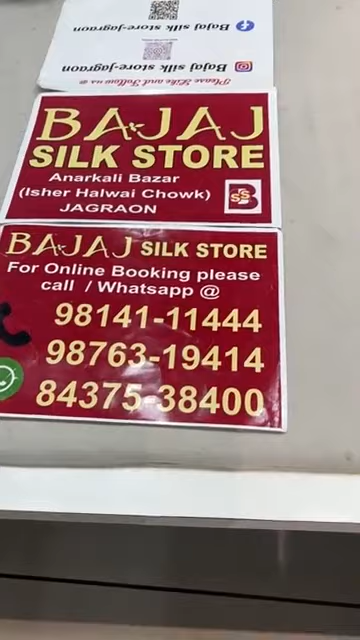 Bajaj silk store-jagraon
Bajaj silk store-jagraon
Please Like and Follow us @
BAJAJ
SILK STORE
Anarkali Bazar
(Isher Halwai Chowk)
JAGRAON
BSS
BAJAJ SILK STORE
For Online Booking please
call / Whatsapp @
98141-11444
98763-19414
84375-38400